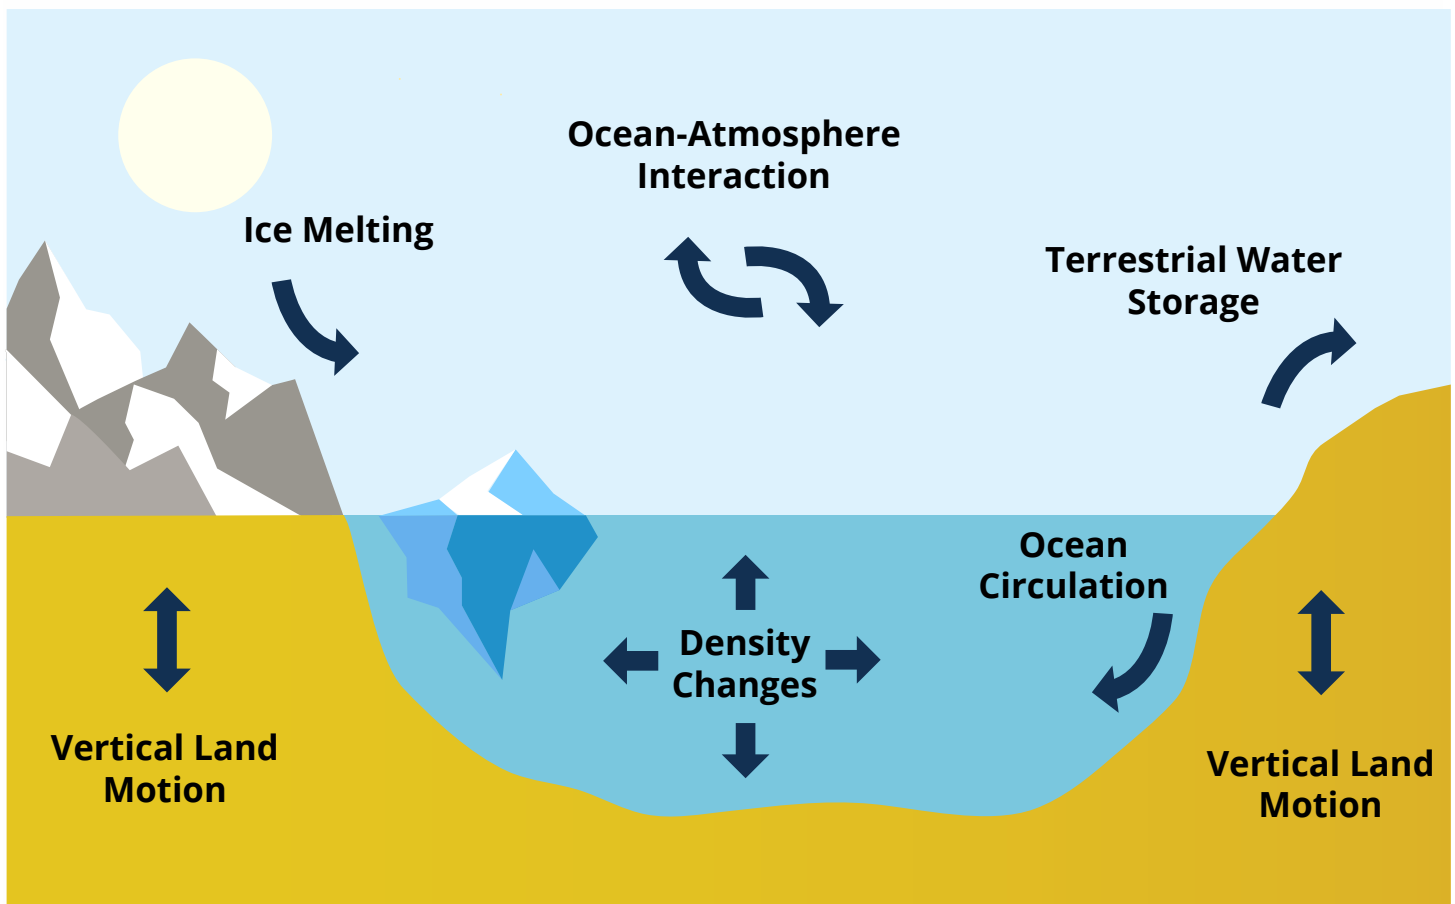 Ocean-Atmosphere
Interaction
Ice Melting
Terrestrial Water
Storage
Ocean
Circulation
Density
Changes
Vertical Land
Motion
Vertical Land
Motion